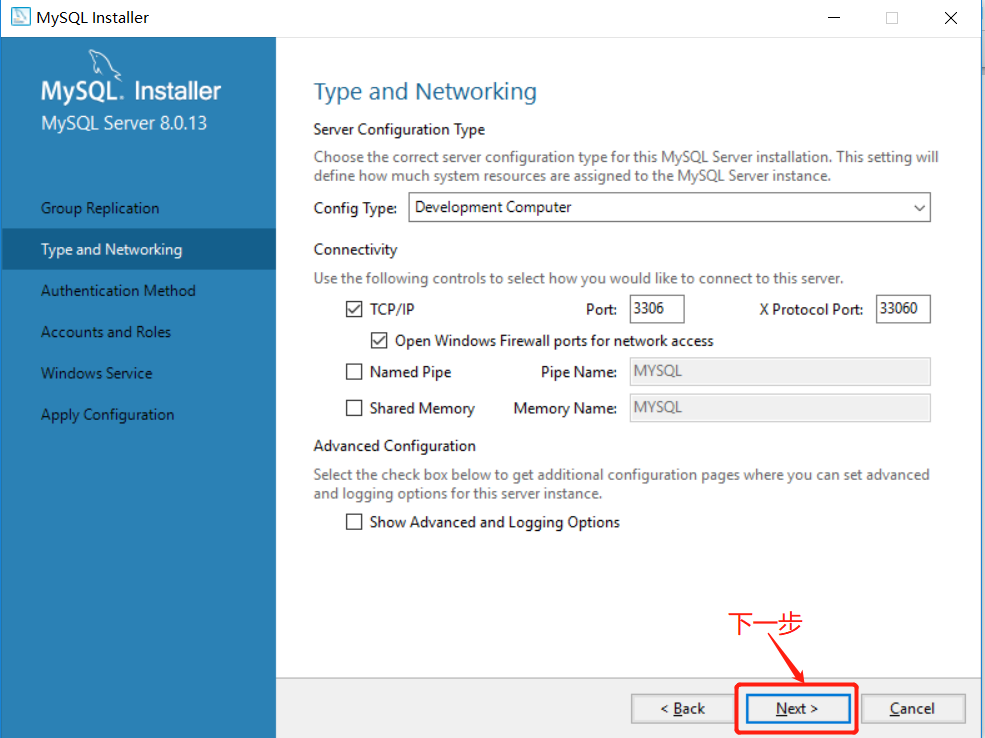 MySQL Installer
MySQL. Installer
MySQL Server 8.0.13
Group Replication
Type and Networking
Authentication Method
Accounts and Roles
Windows Service
Apply Configuration
Type and Networking
Server Configuration Type
Choose the correct server configuration type for this MySQL Server installation. This setting will
define how much system resources are assigned to the MySQL Server instance.
Config Type: Development Computer
Connectivity
Use the following controls to select how you would like to connect to this server.
TCP/IP Port: 3306 X Protocol Port: 33060
Open Windows Firewall ports for network access
Named Pipe Pipe Name: MYSQL
Shared Memory Memory Name: MYSQL
Advanced Configuration
Select the check box below to get additional configuration pages where you can set advanced
and logging options for this server instance.
Show Advanced and Logging Options
下一步
< Back Next > Cancel